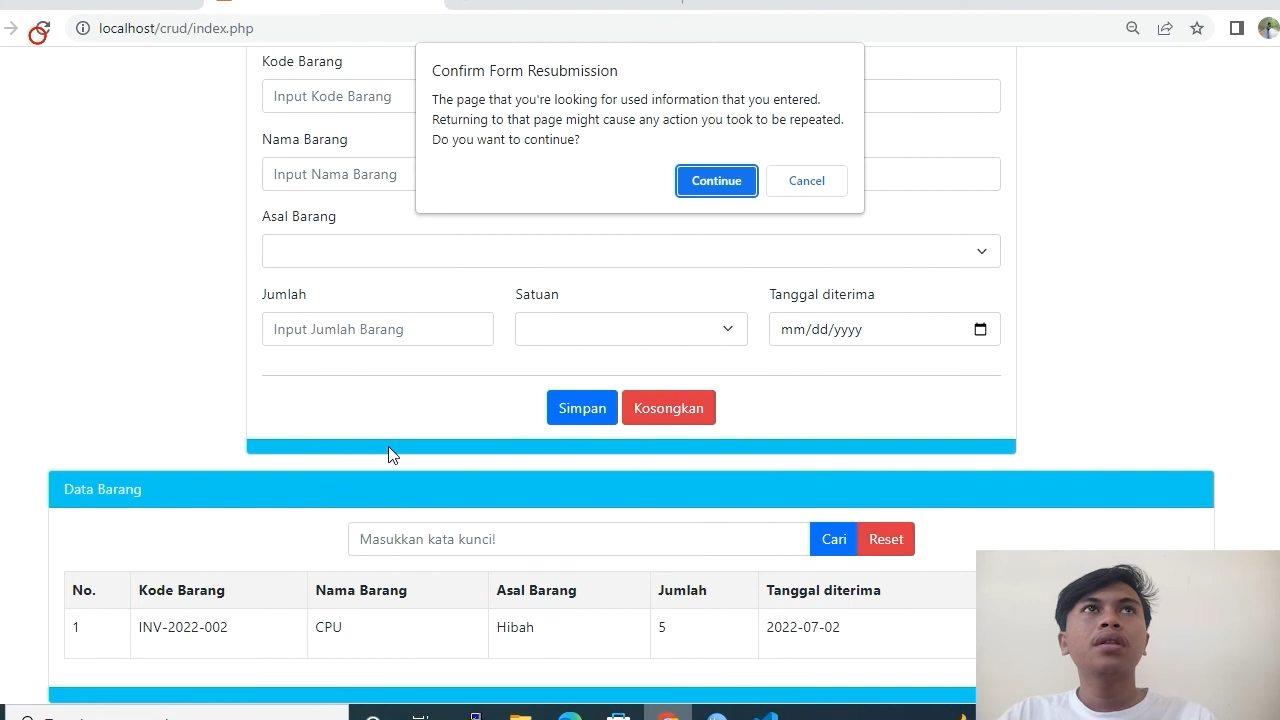 localhost/crud/index.php
Confirm Form Resubmission
The page that you're looking for used information that you entered.
Returning to that page might cause any action you took to be repeated.
Do you want to continue?
Continue
Cancel
Kode Barang
Input Kode Barang
Nama Barang
Input Nama Barang
Asal Barang
Jumlah
Satuan
Tanggal diterima
Input Jumlah Barang
mm/dd/yyyy
Simpan
Kosongkan
Data Barang
Masukkan kata kunci!
Cari
Reset
No. Kode Barang Nama Barang Asal Barang Jumlah Tanggal diterima
1 INV-2022-002 CPU Hibah 5 2022-07-02